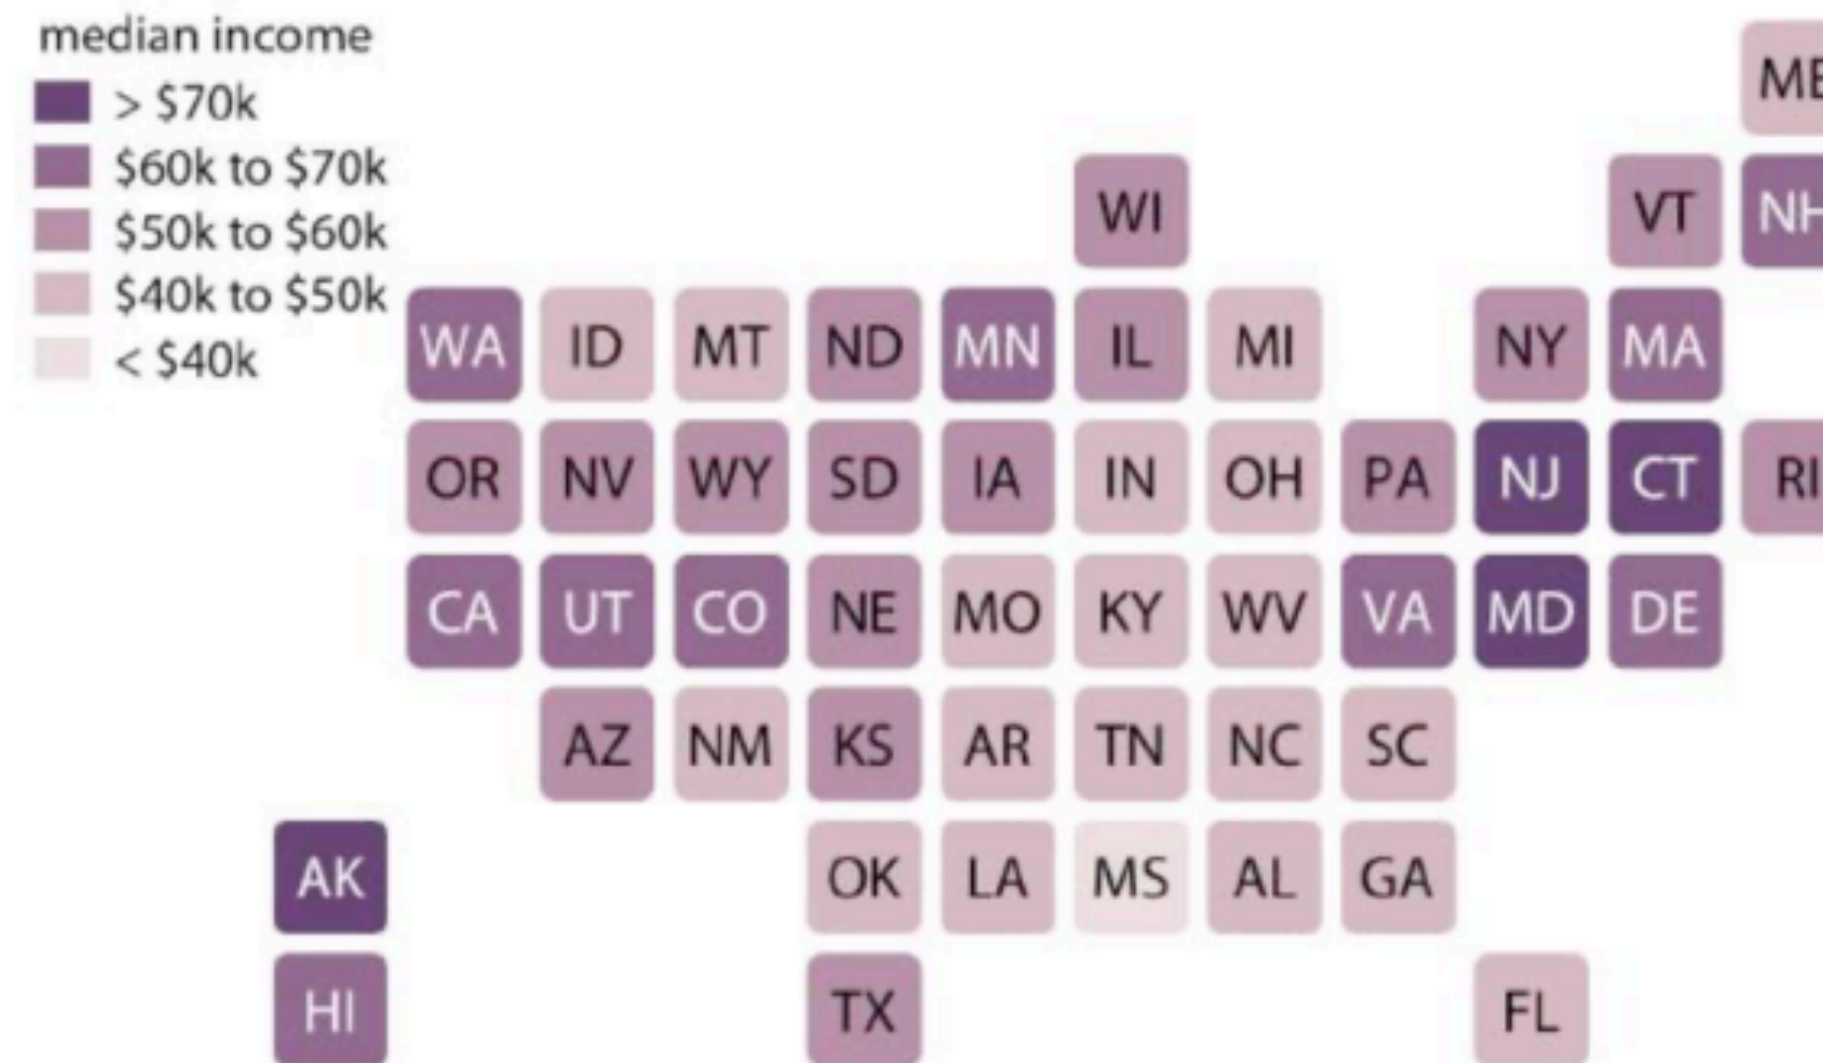 median income
> $70k
$60k to $70k
$50k to $60k
$40k to $50k
< $40k
ME
WI VT NH
WA ID MT ND MN IL MI NY MA
OR NV WY SD IA IN OH PA NJ CT RI
CA UT CO NE MO KY WV VA MD DE
AZ NM KS AR TN NC SC
AK OK LA MS AL GA
HI TX FL